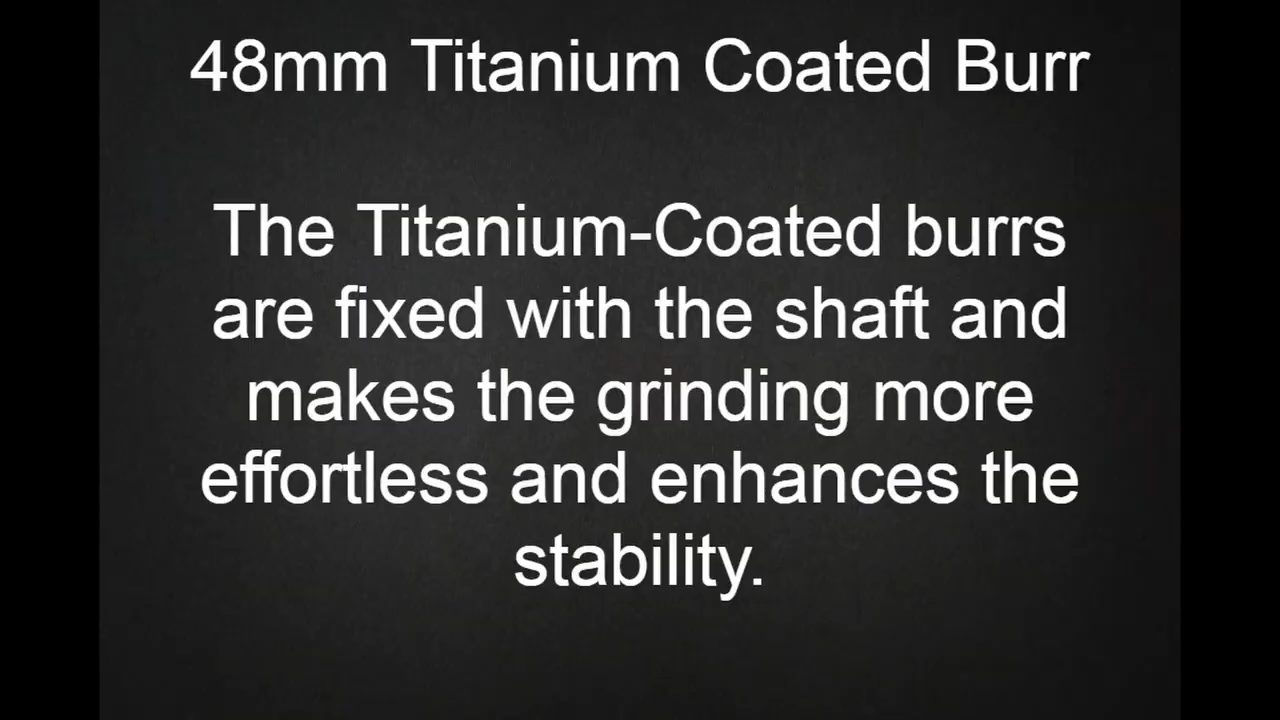 48mm Titanium Coated Burr
The Titanium-Coated burrs
are fixed with the shaft and
makes the grinding more
effortless and enhances the
stability.